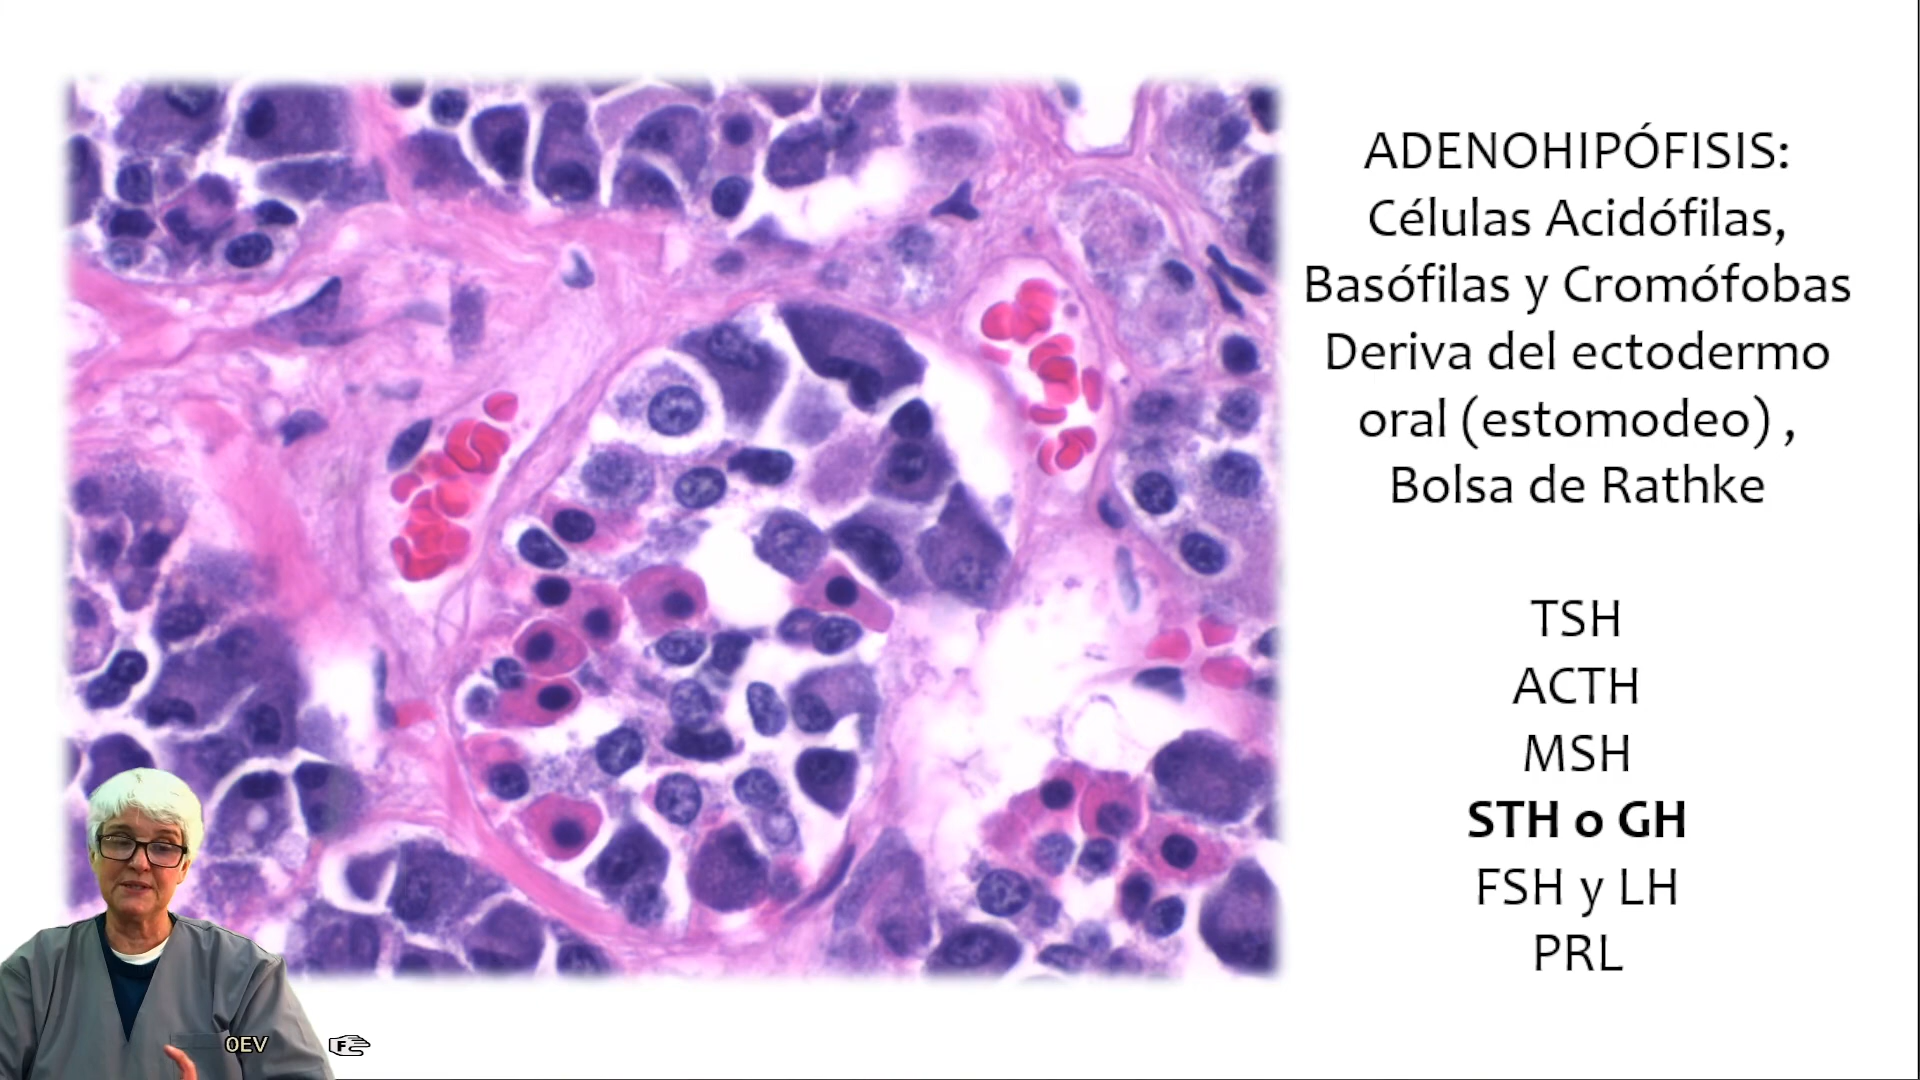 ADENOHIPÓFISIS:
Células Acidófilas,
Basófilas y Cromófobas
Deriva del ectodermo
oral (estomodeo) ,
Bolsa de Rathke
TSH
ACTH
MSH
STH o GH
FSH y LH
PRL
OEV
F